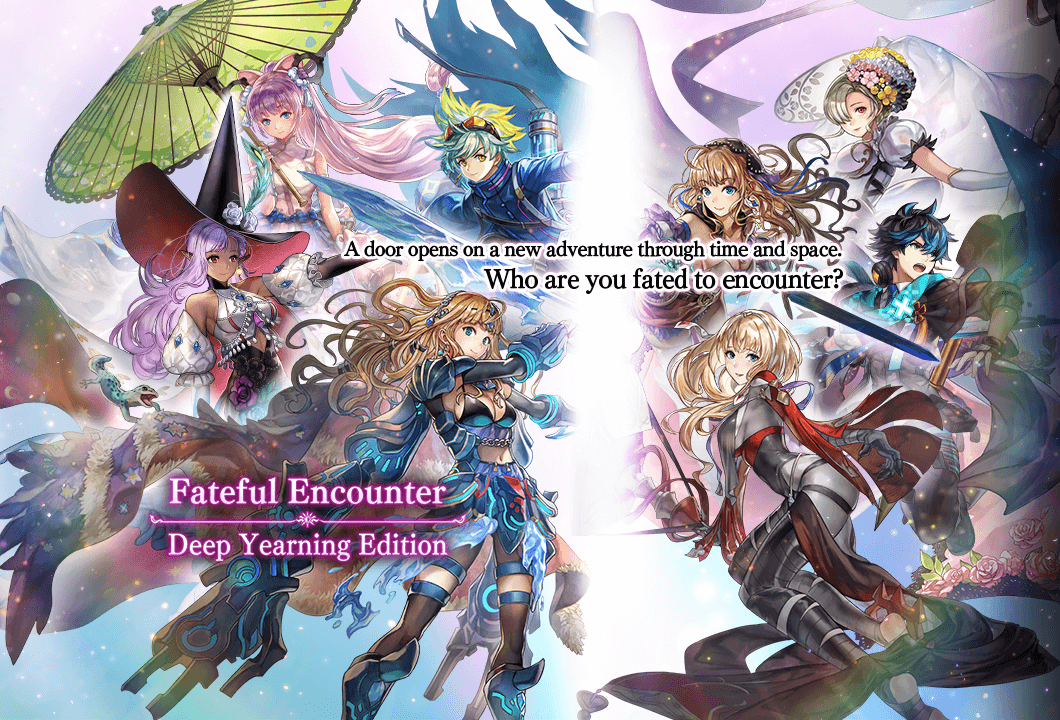 A door opens on a new adventure through time and space.
Who are you fated to encounter?
Fateful Encounter
Deep Yearning Edition